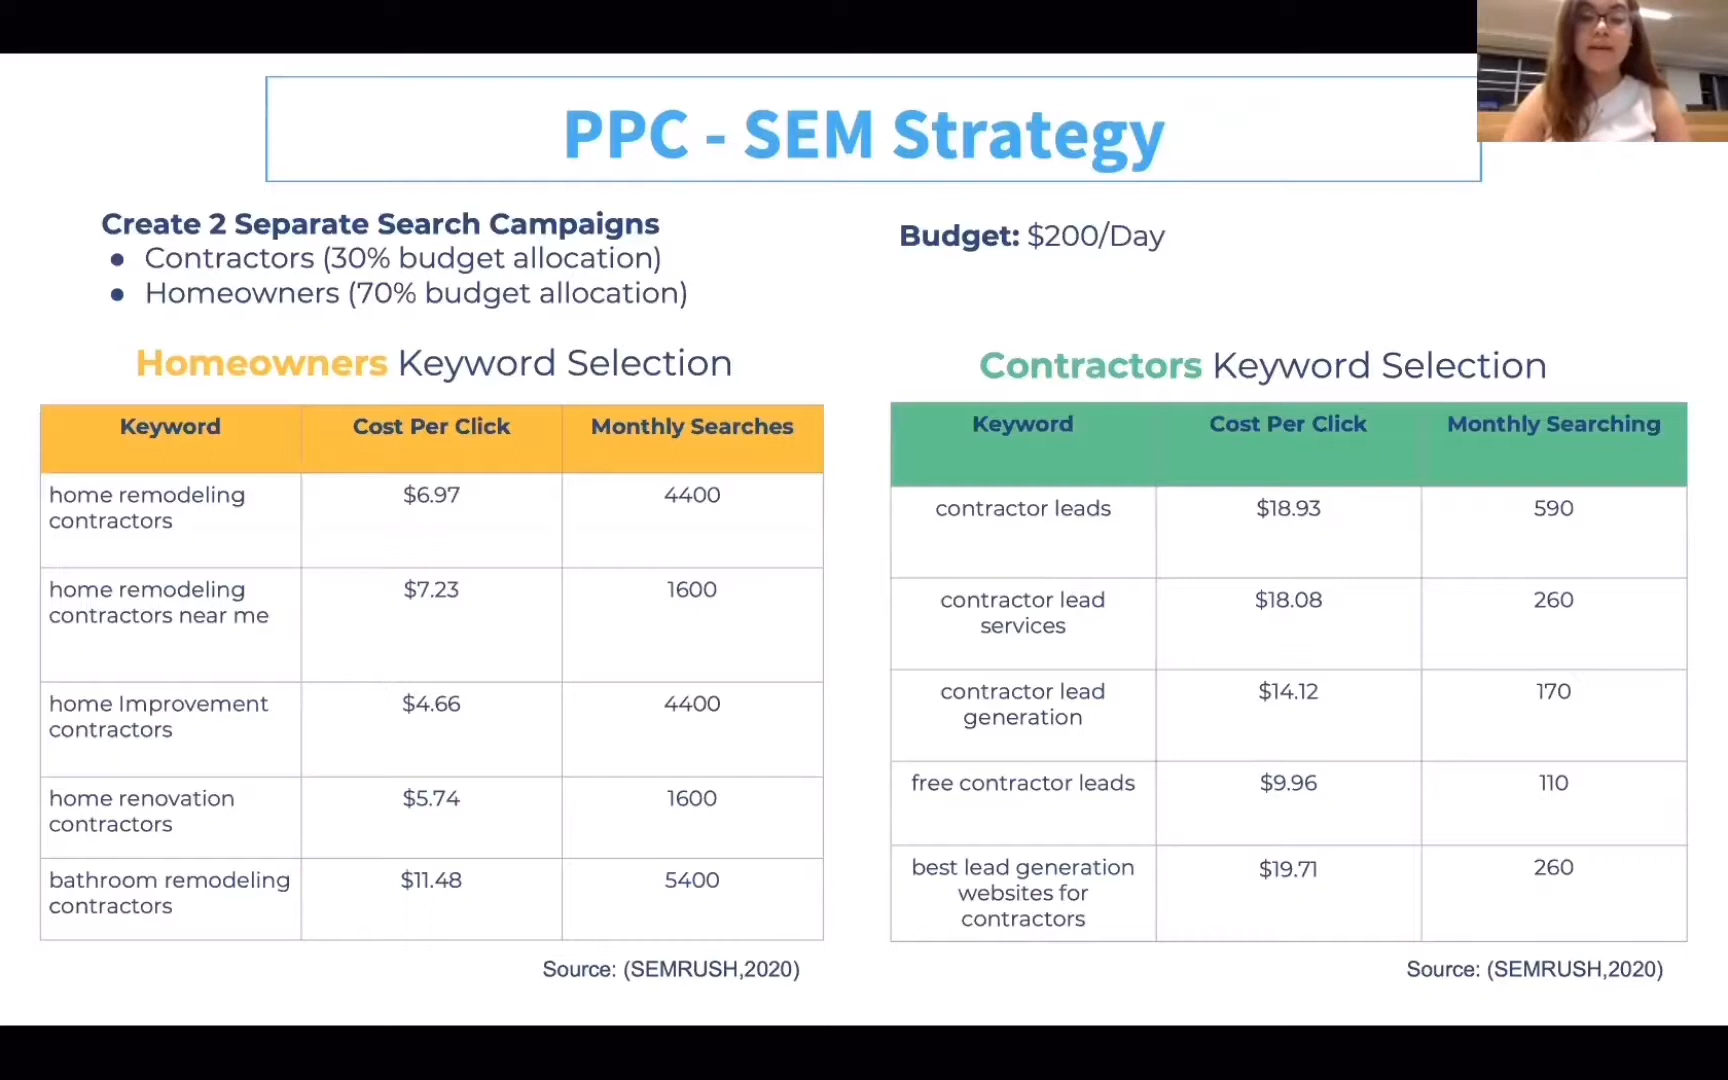 PPC - SEM Strategy
Create 2 Separate Search Campaigns
● Contractors (30% budget allocation)
● Homeowners (70% budget allocation)
Budget: $200/Day
Homeowners Keyword Selection
Keyword Cost Per Click Monthly Searches
home remodeling
contractors
$6.97 4400
home remodeling
contractors near me
$7.23 1600
home Improvement
contractors
$4.66 4400
home renovation
contractors
$5.74 1600
bathroom remodeling
contractors
$11.48 5400
Source: (SEMRUSH,2020)
Contractors Keyword Selection
Keyword Cost Per Click Monthly Searching
contractor leads $18.93 590
contractor lead
services
$18.08 260
contractor lead
generation
$14.12 170
free contractor leads $9.96 110
best lead generation
websites for
contractors
$19.71 260
Source: (SEMRUSH,2020)